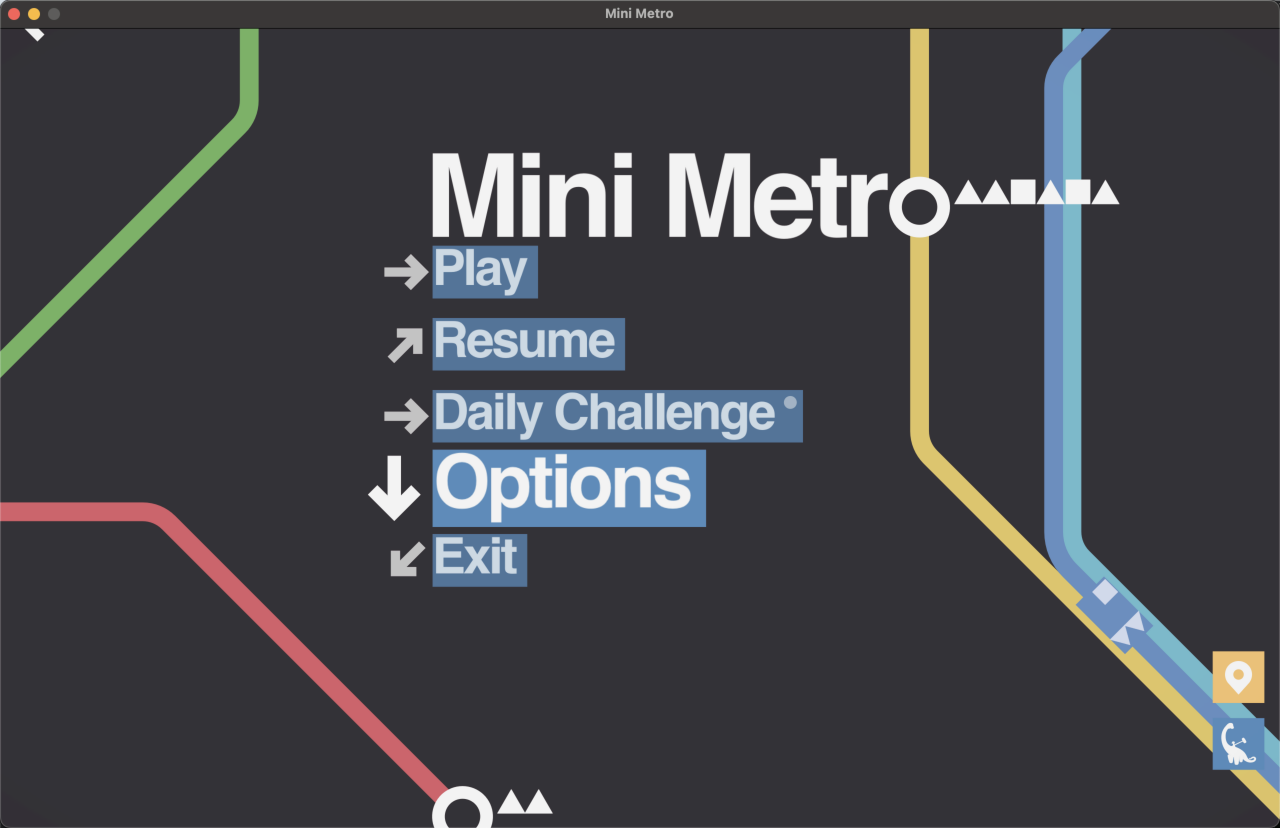 Mini Metro
Mini Metro
Play
Resume
Daily Challenge
Options
Exit